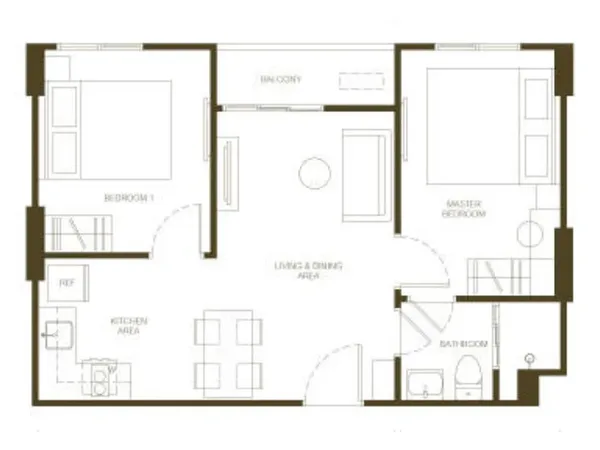 BALCONY
BEDROOM 1
MASTER
BEDROOM
LIVING & DINING
AREA
REF
KITCHEN
AREA
BATHROOM